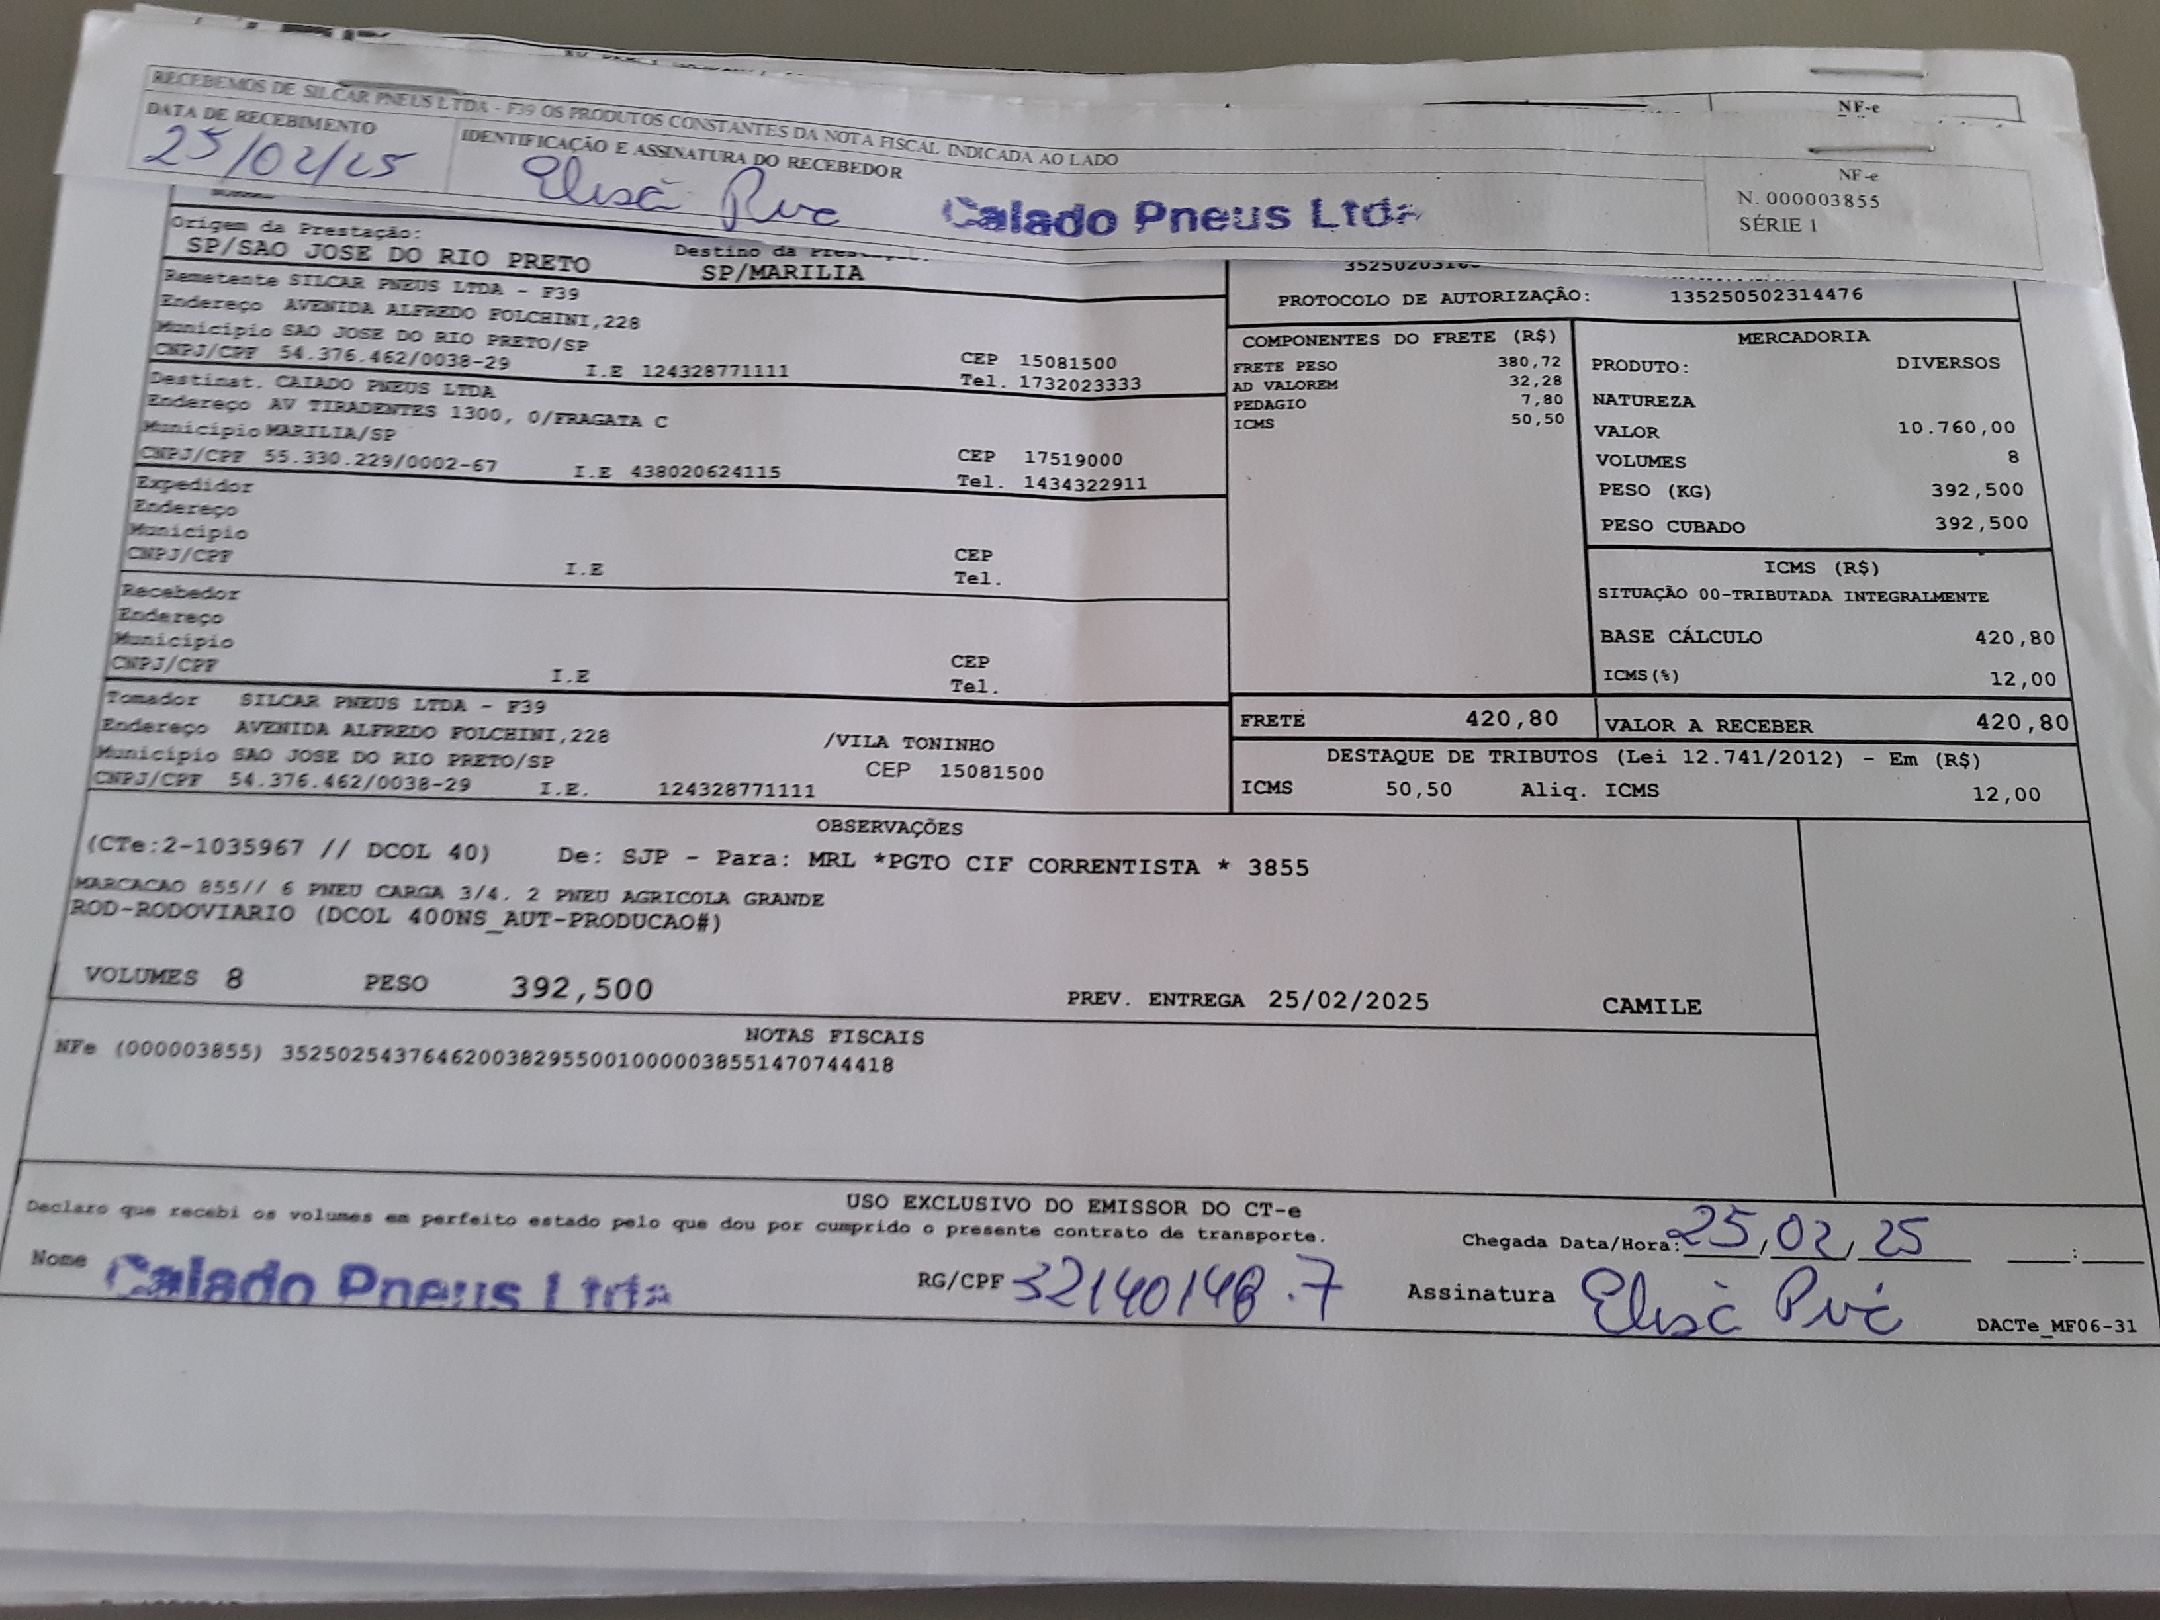 RECEBEMOS DE SILCAR PNEUS LTDA - F39 OS PRODUTOS CONSTANTES DA NOTA FISCAL INDICADA AO LADO
NF-e
DATA DE RECEBIMENTO
25/02/25
IDENTIFICAÇÃO E ASSINATURA DO RECEBEDOR
Elisà
Caiado Pneus Ltda
NF-e
N. 000003855
SÉRIE 1
Origem da Prestação:
SP/SAO JOSE DO RIO PRETO
Destino da
SP/MARILIA
PROTOCOLO DE AUTORIZAÇÃO: 135250502314476
Remetente SILCAR PNEUS LTDA - F39
Endereço AVENIDA ALFREDO FOLCHINI,228
Município SAO JOSE DO RIO PRETO/SP
CEP 15081500
CNPJ/CPF 54.376.462/0038-29 I.E 124328771111 Tel. 1732023333
Destinat. CAIADO PNEUS LTDA
Endereço AV TIRADENTES 1300, 0/FRAGATA C
Município MARILIA/SP
CEP 17519000
CNPJ/CPF 55.330.229/0002-67 I.E 438020624115 Tel. 1434322911
Expedidor
Endereço
Município
CEP
CNPJ/CPF I.E Tel.
Recebedor
Endereço
Município
CEP
CNPJ/CPF I.E Tel.
Tomador SILCAR PNEUS LTDA - F39
Endereço AVENIDA ALFREDO FOLCHINI,228 /VILA TONINHO
Município SAO JOSE DO RIO PRETO/SP CEP 15081500
CNPJ/CPF 54.376.462/0038-29 I.E. 124328771111
COMPONENTES DO FRETE (R$)
FRETE PESO 380,72
AD VALOREM 32,28
PEDAGIO 7,80
ICMS 50,50
MERCADORIA
PRODUTO: DIVERSOS
NATUREZA
VALOR 10.760,00
VOLUMES 8
PESO (KG) 392,500
PESO CUBADO 392,500
ICMS (R$)
SITUAÇÃO 00-TRIBUTADA INTEGRALMENTE
BASE CÁLCULO 420,80
ICMS(%) 12,00
FRETE 420,80
VALOR A RECEBER 420,80
DESTAQUE DE TRIBUTOS (Lei 12.741/2012) - Em (R$)
ICMS 50,50 Aliq. ICMS 12,00
OBSERVAÇÕES
(CTe:2-1035967 // DCOL 40) De: SJP - Para: MRL *PGTO CIF CORRENTISTA * 3855
MARCACAO 855// 6 PNEU CARGA 3/4. 2 PNEU AGRICOLA GRANDE
ROD-RODOVIARIO (DCOL 400NS_AUT-PRODUCAO#)
VOLUMES 8 PESO 392,500 PREV. ENTREGA 25/02/2025 CAMILE
NOTAS FISCAIS
NFe (000003855) 35250254376462003829550010000038551470744418
USO EXCLUSIVO DO EMISSOR DO CT-e
Declaro que recebi os volumes em perfeito estado pelo que dou por cumprido o presente contrato de transporte.
Chegada Data/Hora: 25/02/25 :
Nome Caiado Pneus Ltda RG/CPF 32140148.7 Assinatura Elisà
DACTe_MF06-31